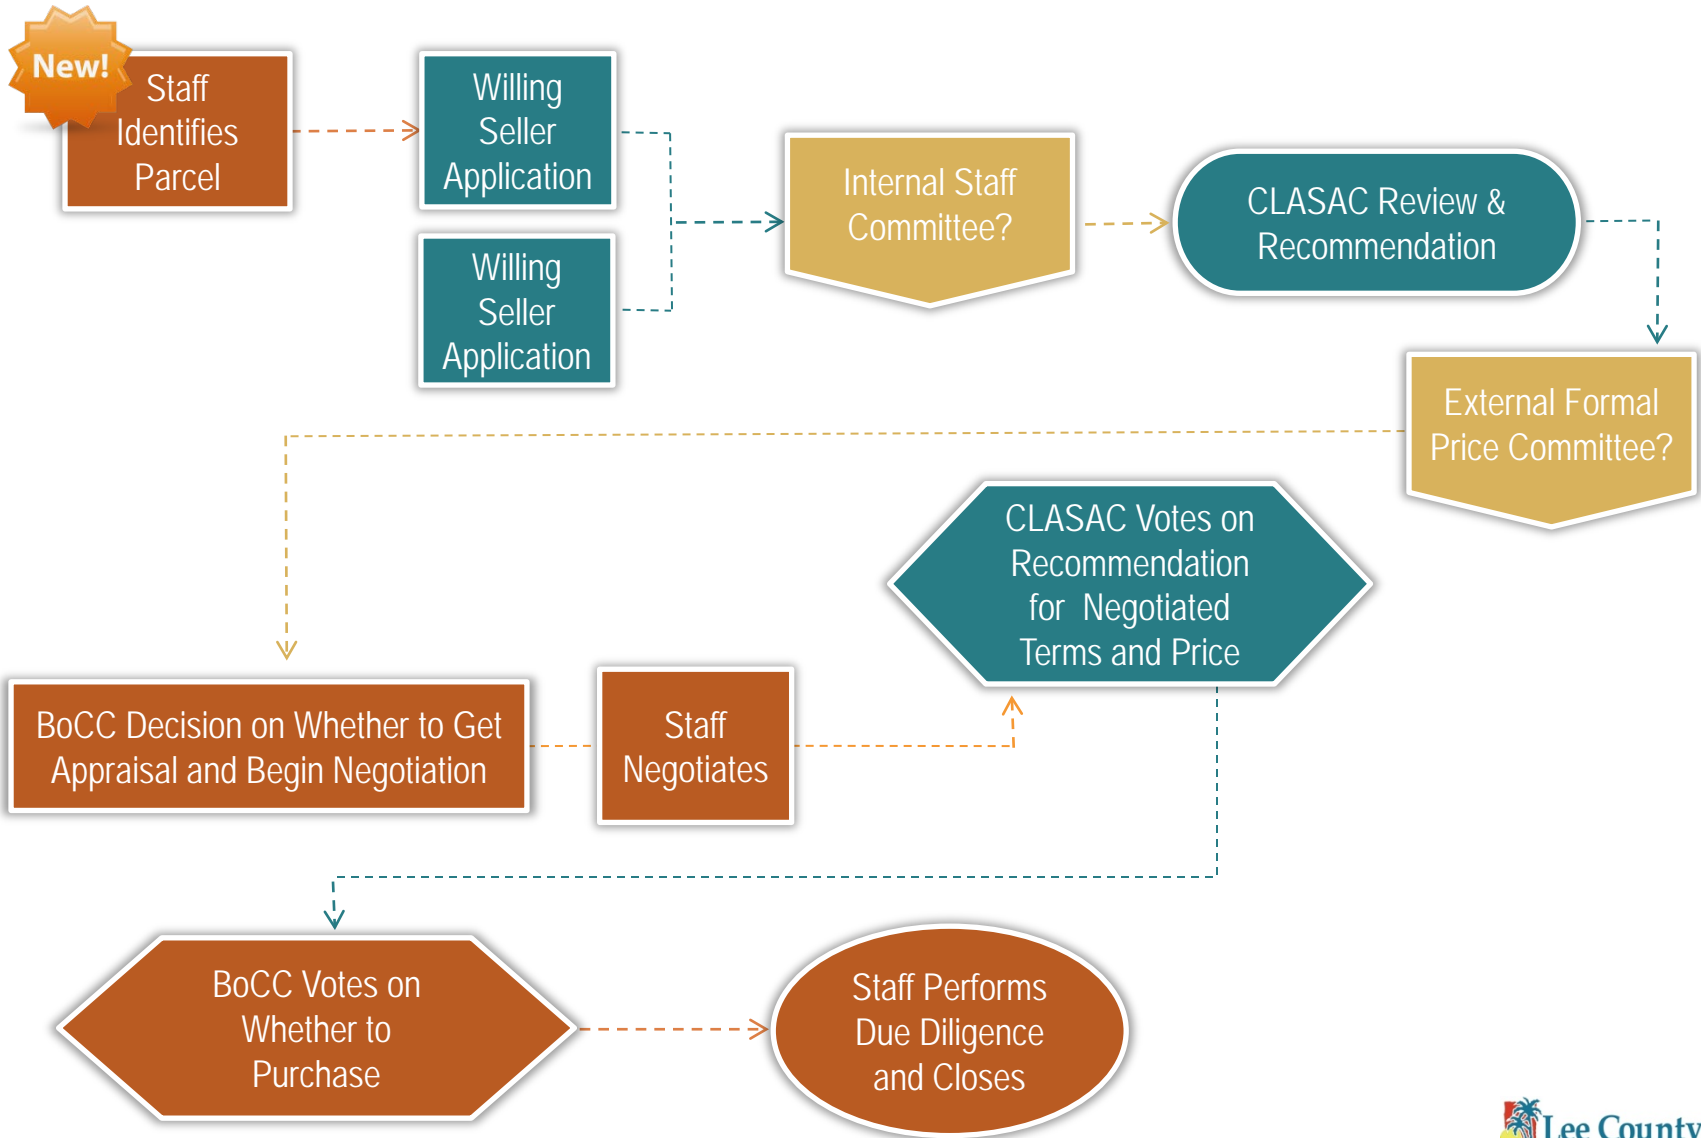 New!
Staff
Identifies
Parcel
Willing
Seller
Application
Willing
Seller
Application
Internal Staff
Committee?
CLASAC Review &
Recommendation
External Formal
Price Committee?
CLASAC Votes on
Recommendation
for Negotiated
Terms and Price
BoCC Decision on Whether to Get
Appraisal and Begin Negotiation
Staff
Negotiates
BoCC Votes on
Whether to
Purchase
Staff Performs
Due Diligence
and Closes
Lee County